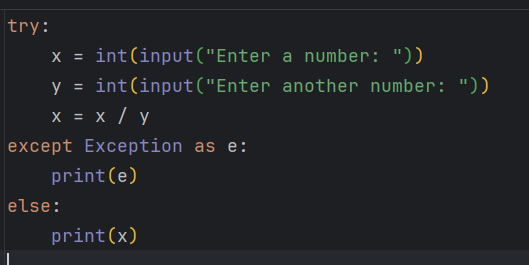 try:
    x = int(input("Enter a number: "))
    y = int(input("Enter another number: "))
    x = x / y
except Exception as e:
    print(e)
else:
    print(x)